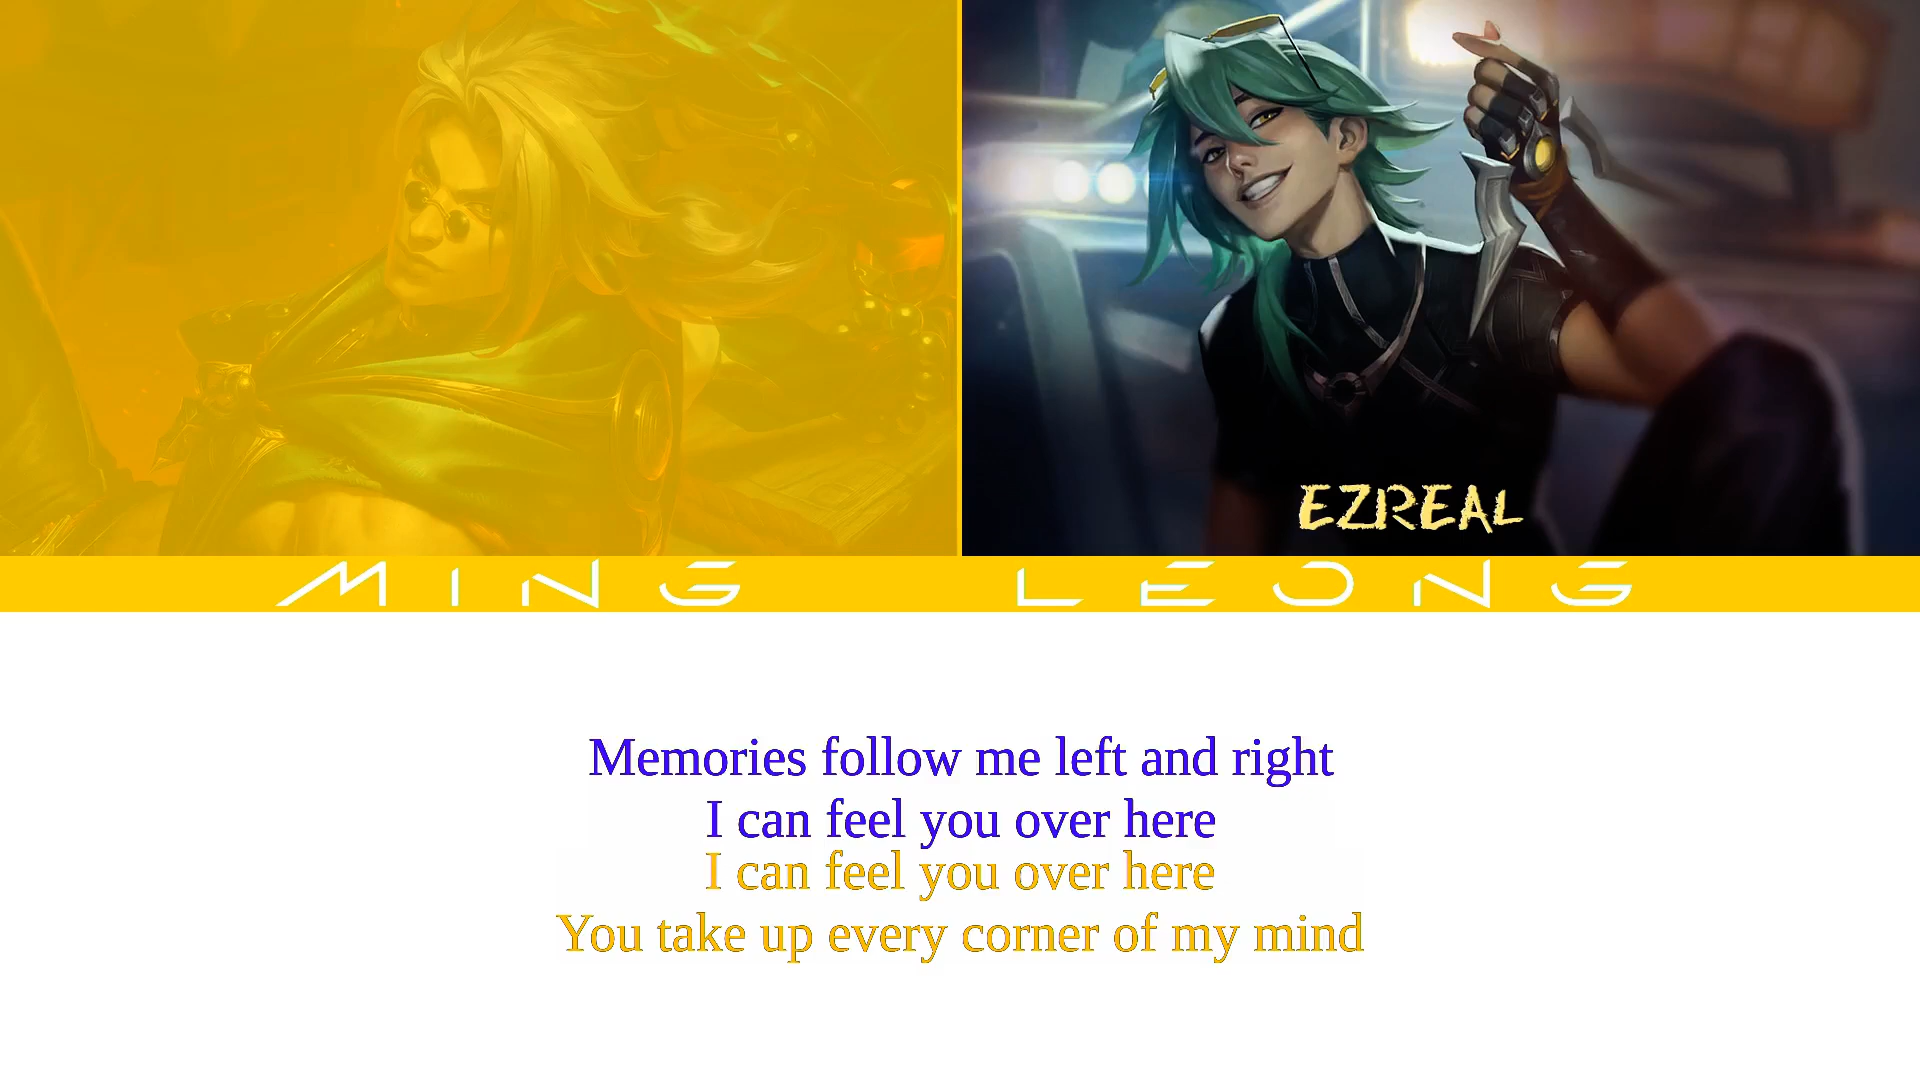 EZREAL
MING LEONG
Memories follow me left and right
I can feel you over here
I can feel you over here
You take up every corner of my mind